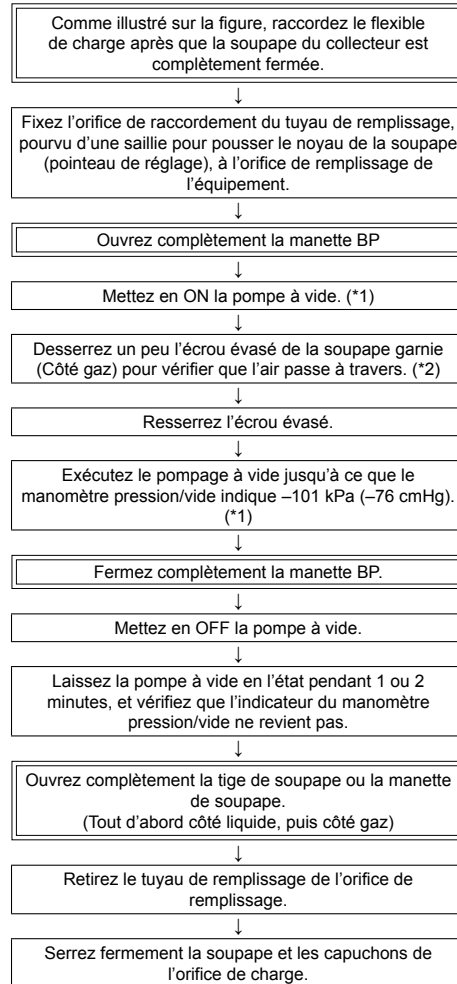 Comme illustré sur la figure, raccordez le flexible
de charge après que la soupape du collecteur est
complètement fermée.
↓
Fixez l’orifice de raccordement du tuyau de remplissage,
pourvu d’une saillie pour pousser le noyau de la soupape
(pointeau de réglage), à l’orifice de remplissage de
l’équipement.
↓
Ouvrez complètement la manette BP
↓
Mettez en ON la pompe à vide. (*1)
↓
Desserrez un peu l’écrou évasé de la soupape garnie
(Côté gaz) pour vérifier que l’air passe à travers. (*2)
↓
Resserrez l’écrou évasé.
↓
Exécutez le pompage à vide jusqu’à ce que le
manomètre pression/vide indique –101 kPa (–76 cmHg).
(*1)
↓
Fermez complètement la manette BP.
↓
Mettez en OFF la pompe à vide.
↓
Laissez la pompe à vide en l’état pendant 1 ou 2
minutes, et vérifiez que l’indicateur du manomètre
pression/vide ne revient pas.
↓
Ouvrez complètement la tige de soupape ou la manette
de soupape.
(Tout d’abord côté liquide, puis côté gaz)
↓
Retirez le tuyau de remplissage de l’orifice de
remplissage.
↓
Serrez fermement la soupape et les capuchons de
l’orifice de charge.